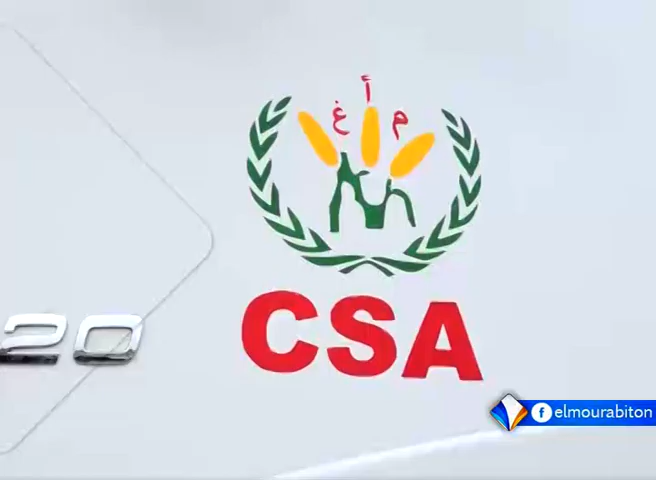 أ
م
غ
CSA
20
elmourabiton